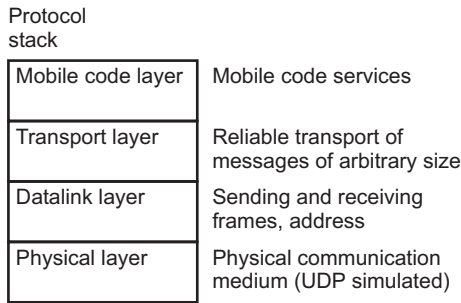 Protocol
stack
Mobile code layer
Mobile code services
Transport layer
Reliable transport of
messages of arbitrary size
Datalink layer
Sending and receiving
frames, address
Physical layer
Physical communication
medium (UDP simulated)